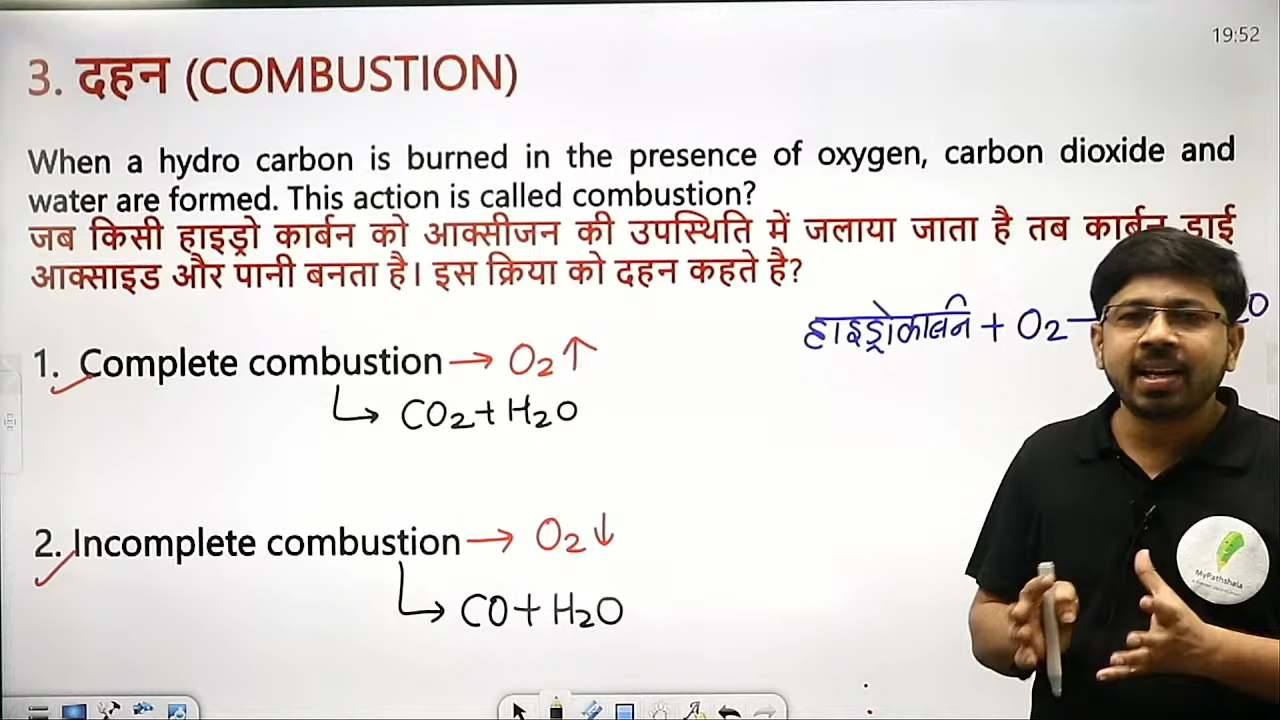 19:52
3. दहन (COMBUSTION)
When a hydro carbon is burned in the presence of oxygen, carbon dioxide and
water are formed. This action is called combustion?
जब किसी हाइड्रो कार्बन को आक्सीजन की उपस्थिति में जलाया जाता है तब कार्बन डाई
आक्साइड और पानी बनता है। इस क्रिया को दहन कहते है?
हाइड्रोकार्बन + O₂ —
1. Complete combustion → O₂ ↑
↳ CO₂ + H₂O
2. Incomplete combustion → O₂ ↓
↳ CO + H₂O
MyPathshala